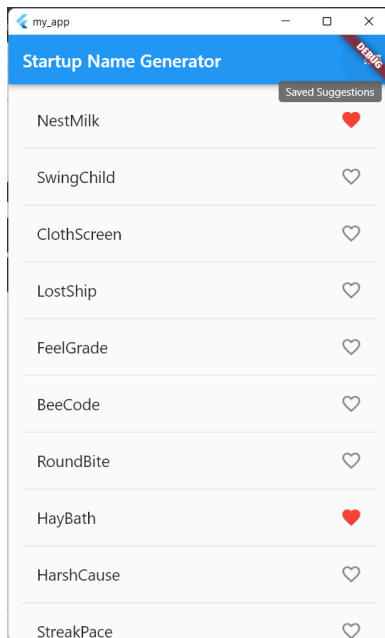 my_app
Startup Name Generator
DEBUG
Saved Suggestions
NestMilk
SwingChild
ClothScreen
LostShip
FeelGrade
BeeCode
RoundBite
HayBath
HarshCause
StreakPace